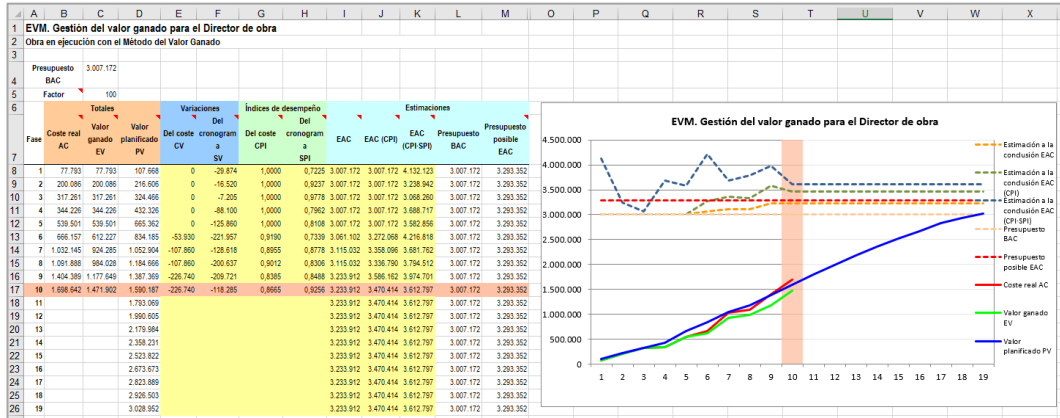 A B C D E F G H I J K L M O P Q R S T U V W X
1 EVM. Gestión del valor ganado para el Director de obra
2 Obra en ejecución con el Método del Valor Ganado
3
4 Presupuesto BAC 3.007.172
5 Factor 100
6 Totales Variaciones Índices de desempeño Estimaciones
7 Fase Coste real AC Valor ganado EV Valor planificado PV Del coste CV Del cronograma SV Del coste CPI Del cronograma SPI EAC EAC (CPI) EAC (CPI·SPI) Presupuesto BAC Presupuesto posible EAC
8 1 77.793 77.793 107.668 0 -29.874 1,0000 0,7225 3.007.172 3.007.172 4.132.123 3.007.172 3.293.352
9 2 200.086 200.086 216.606 0 -16.520 1,0000 0,9237 3.007.172 3.007.172 3.238.942 3.007.172 3.293.352
10 3 317.261 317.261 324.466 0 -7.205 1,0000 0,9778 3.007.172 3.007.172 3.068.260 3.007.172 3.293.352
11 4 344.226 344.226 432.326 0 -88.100 1,0000 0,7962 3.007.172 3.007.172 3.688.717 3.007.172 3.293.352
12 5 539.501 539.501 665.362 0 -125.860 1,0000 0,8108 3.007.172 3.007.172 3.582.856 3.007.172 3.293.352
13 6 666.157 612.227 834.185 -53.930 -221.957 0,9190 0,7339 3.061.102 3.272.068 4.216.818 3.007.172 3.293.352
14 7 1.032.145 924.285 1.052.904 -107.860 -128.618 0,8955 0,8778 3.115.032 3.358.096 3.681.762 3.007.172 3.293.352
15 8 1.091.888 984.028 1.184.666 -107.860 -200.637 0,9012 0,8306 3.115.032 3.336.790 3.794.512 3.007.172 3.293.352
16 9 1.404.389 1.177.649 1.387.369 -226.740 -209.721 0,8385 0,8488 3.233.912 3.586.162 3.974.701 3.007.172 3.293.352
17 10 1.698.642 1.471.902 1.590.187 -226.740 -118.285 0,8665 0,9256 3.233.912 3.470.414 3.612.797 3.007.172 3.293.352
18 11 1.793.069 3.233.912 3.470.414 3.612.797 3.007.172 3.293.352
19 12 1.990.605 3.233.912 3.470.414 3.612.797 3.007.172 3.293.352
20 13 2.179.984 3.233.912 3.470.414 3.612.797 3.007.172 3.293.352
21 14 2.358.231 3.233.912 3.470.414 3.612.797 3.007.172 3.293.352
22 15 2.523.822 3.233.912 3.470.414 3.612.797 3.007.172 3.293.352
23 16 2.673.673 3.233.912 3.470.414 3.612.797 3.007.172 3.293.352
24 17 2.823.889 3.233.912 3.470.414 3.612.797 3.007.172 3.293.352
25 18 2.926.503 3.233.912 3.470.414 3.612.797 3.007.172 3.293.352
26 19 3.028.952 3.233.912 3.470.414 3.612.797 3.007.172 3.293.352
EVM. Gestión del valor ganado para el Director de obra
4.500.000
4.000.000
3.500.000
3.000.000
2.500.000
2.000.000
1.500.000
1.000.000
500.000
0
1 2 3 4 5 6 7 8 9 10 11 12 13 14 15 16 17 18 19
Estimación a la
conclusión EAC
Estimación a la
conclusión EAC
(CPI)
Estimación a la
conclusión EAC
(CPI·SPI)
Presupuesto
BAC
Presupuesto
posible EAC
Coste real AC
Valor ganado
EV
Valor
planificado PV